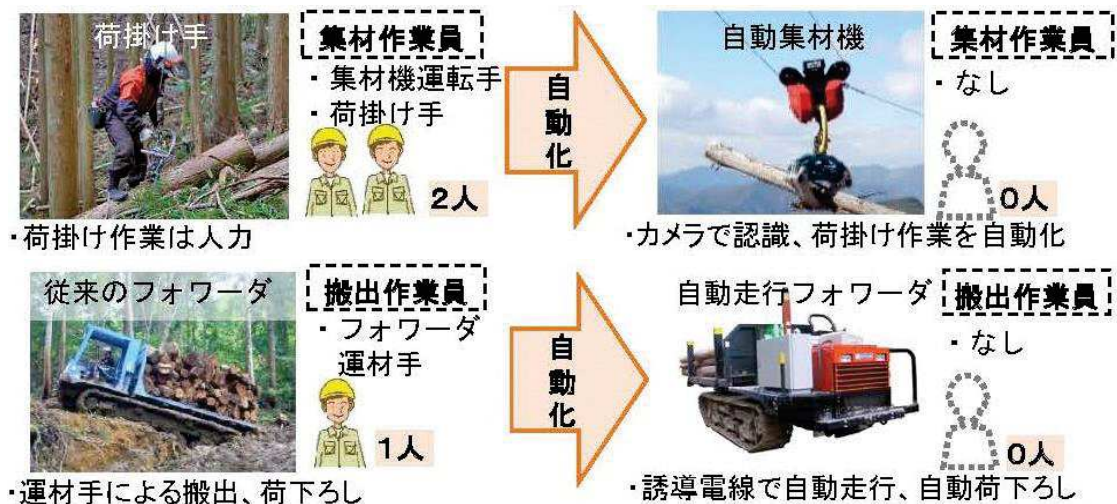 荷掛け手
集材作業員
・集材機運転手
・荷掛け手
2人
・荷掛け作業は人力
自動化
自動集材機
集材作業員
・なし
0人
・カメラで認識、荷掛け作業を自動化
従来のフォワーダ
搬出作業員
・フォワーダ
運材手
1人
・運材手による搬出、荷下ろし
自動化
自動走行フォワーダ
搬出作業員
・なし
0人
・誘導電線で自動走行、自動荷下ろし